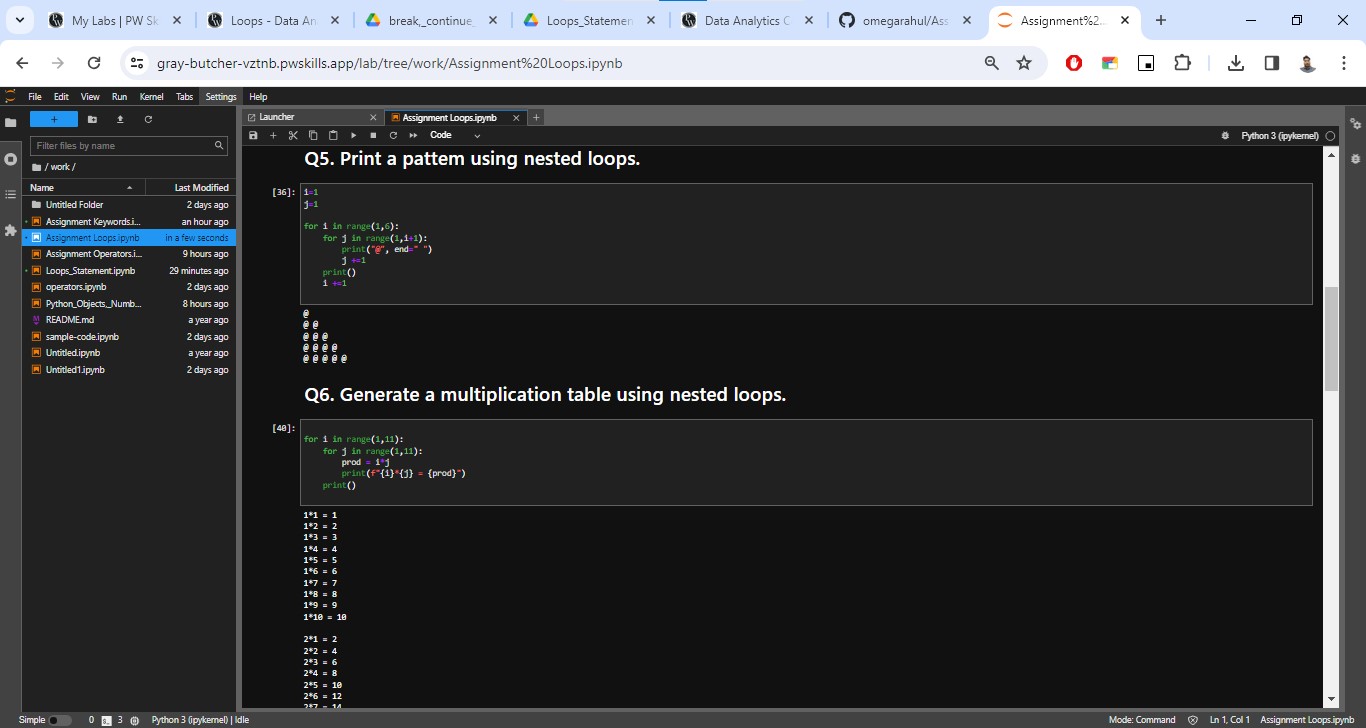 My Labs | PW Sk
Loops - Data An
break,_continue_
Loops_Statemen
Data Analytics C
omegarahul/Ass
Assignment%2...
gray-butcher-vztnb.pwskills.app/lab/tree/work/Assignment%20Loops.ipynb
File Edit View Run Kernel Tabs Settings Help
Launcher
Assignment Loops.ipynb
Code
Python 3 (ipykernel)
Filter files by name
/ work /
Name Last Modified
Untitled Folder 2 days ago
Assignment Keywords.i... an hour ago
Assignment Loops.ipynb in a few seconds
Assignment Operators.i... 9 hours ago
Loops_Statement.ipynb 29 minutes ago
operators.ipynb 2 days ago
Python_Objects,_Numb... 8 hours ago
README.md a year ago
sample-code.ipynb 2 days ago
Untitled.ipynb a year ago
Untitled1.ipynb 2 days ago
Q5. Print a pattem using nested loops.
[36]: i=1
j=1
for i in range(1,6):
for j in range(1,i+1):
print("@", end=" ")
j +=1
print()
i +=1
@
@ @
@ @ @
@ @ @ @
@ @ @ @ @
Q6. Generate a multiplication table using nested loops.
[40]:
for i in range(1,11):
for j in range(1,11):
prod = i*j
print(f"{i}*{j} = {prod}")
print()
1*1 = 1
1*2 = 2
1*3 = 3
1*4 = 4
1*5 = 5
1*6 = 6
1*7 = 7
1*8 = 8
1*9 = 9
1*10 = 10
2*1 = 2
2*2 = 4
2*3 = 6
2*4 = 8
2*5 = 10
2*6 = 12
2*7 = 14
Simple 0 3 Python 3 (ipykernel) | Idle
Mode: Command Ln 1, Col 1 Assignment Loops.ipynb